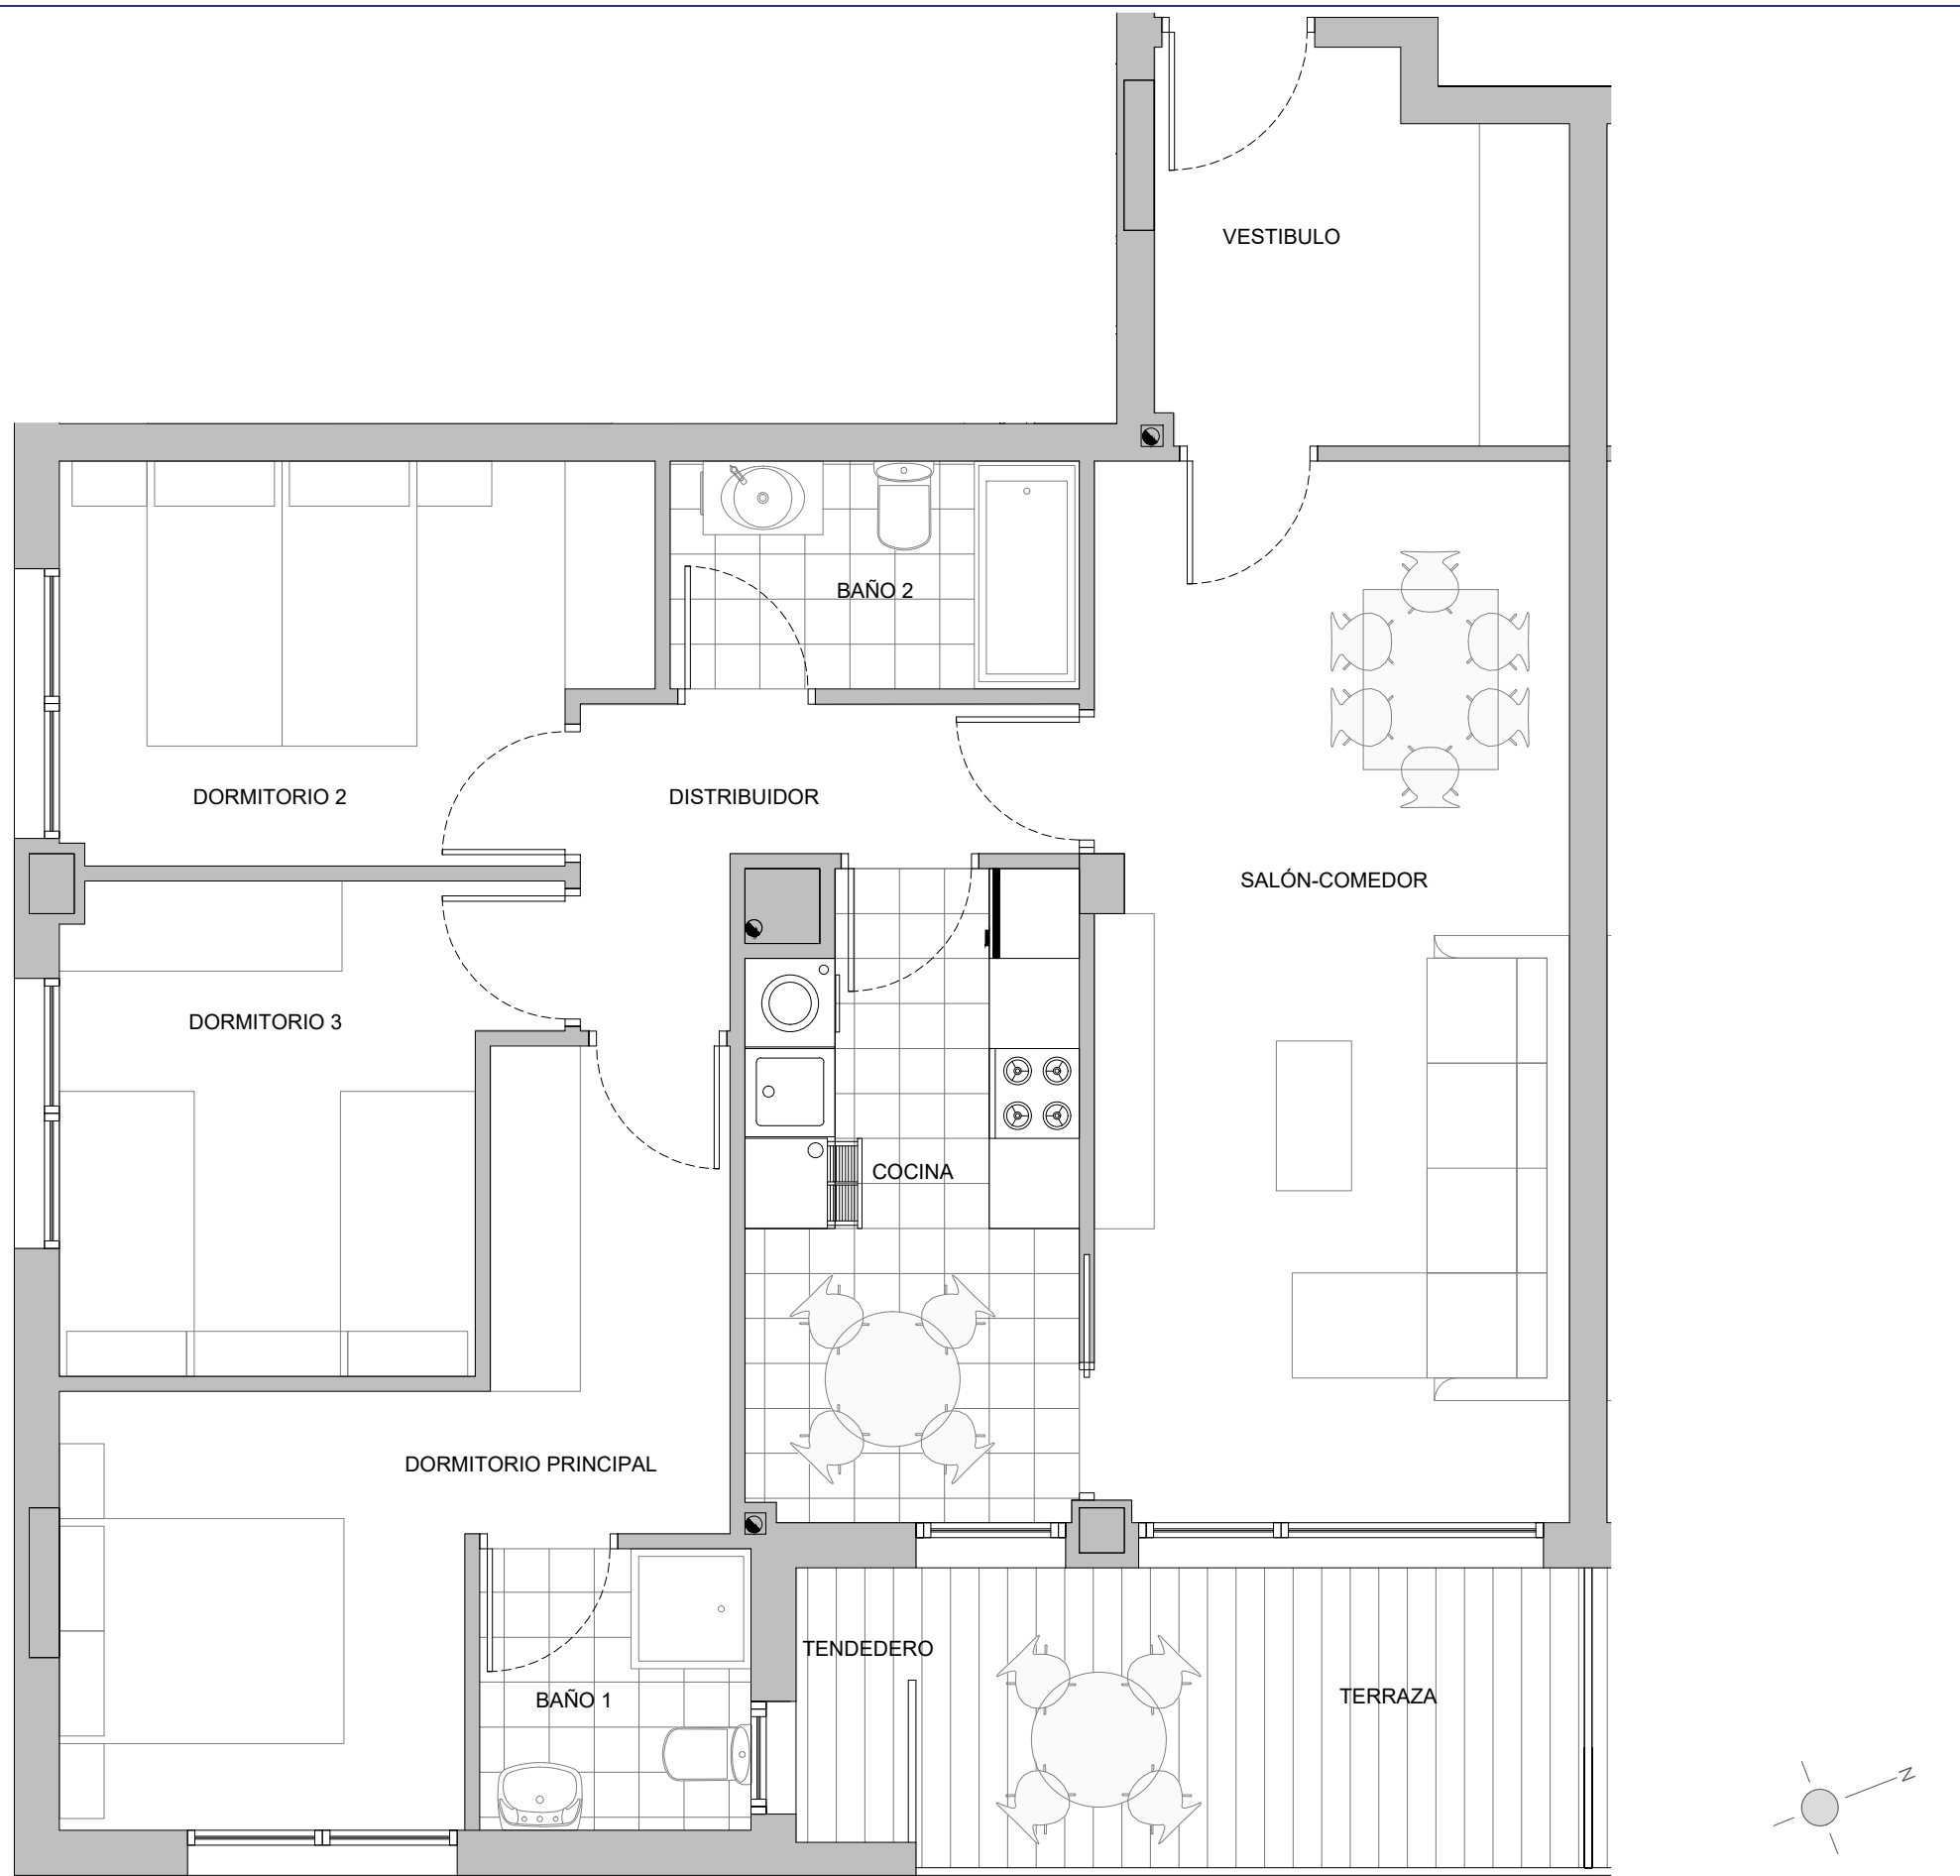 VESTIBULO
BAÑO 2
DORMITORIO 2
DISTRIBUIDOR
SALÓN-COMEDOR
DORMITORIO 3
COCINA
DORMITORIO PRINCIPAL
TENDEDERO
BAÑO 1
TERRAZA
N